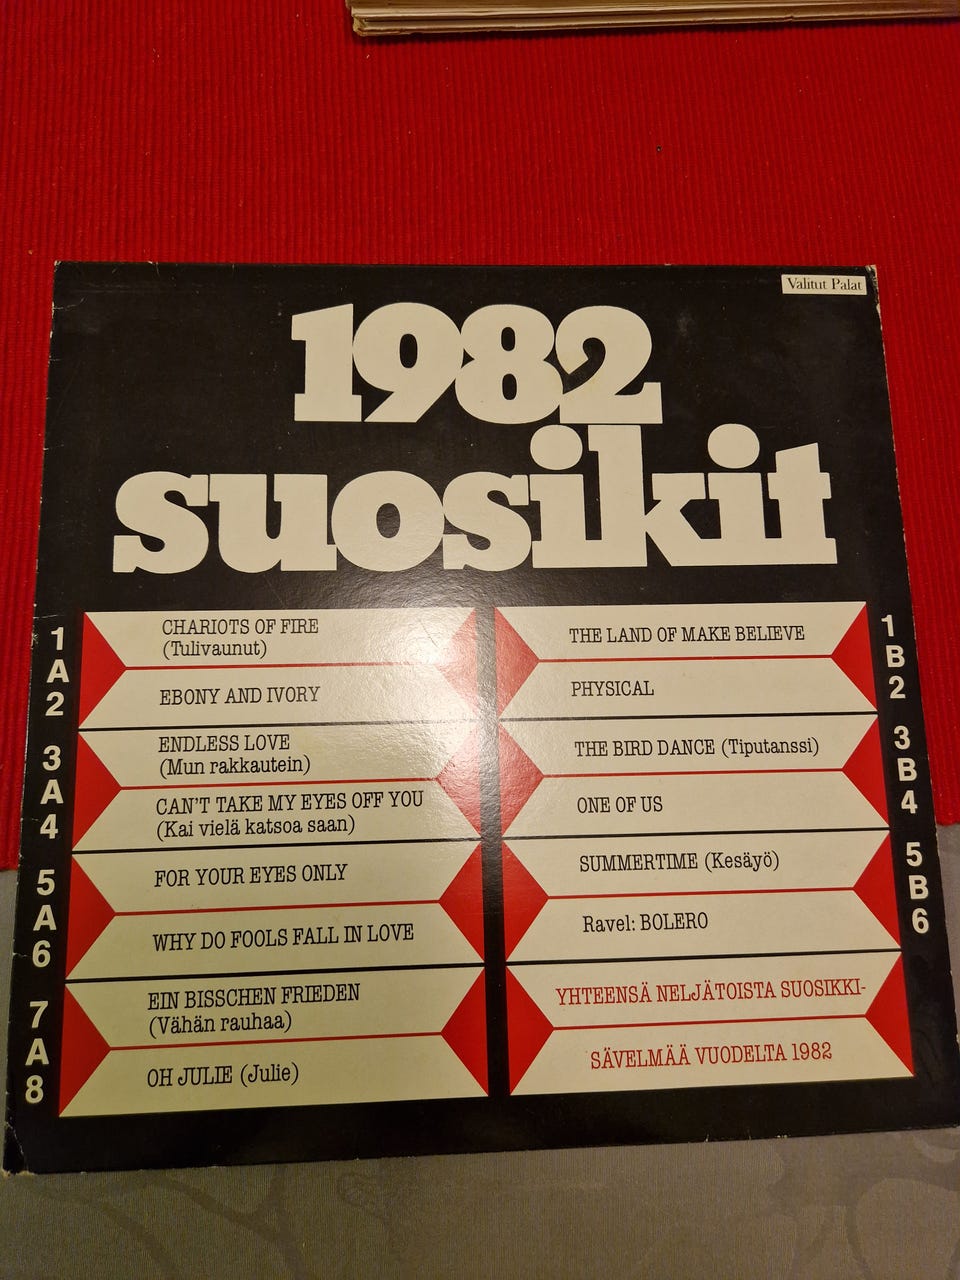 Valitut Palat
1982
suosikit
1
A
2
CHARIOTS OF FIRE
(Tulivaunut)
EBONY AND IVORY
3
A
4
ENDLESS LOVE
(Mun rakkautein)
CAN'T TAKE MY EYES OFF YOU
(Kai vielä katsoa saan)
5
A
6
FOR YOUR EYES ONLY
WHY DO FOOLS FALL IN LOVE
7
A
8
EIN BISSCHEN FRIEDEN
(Vähän rauhaa)
OH JULIE (Julie)
1
B
2
THE LAND OF MAKE BELIEVE
PHYSICAL
3
B
4
THE BIRD DANCE (Tiputanssi)
ONE OF US
5
B
6
SUMMERTIME (Kesäyö)
Ravel: BOLERO
YHTEENSÄ NELJÄTOISTA SUOSIKKI-
SÄVELMÄÄ VUODELTA 1982